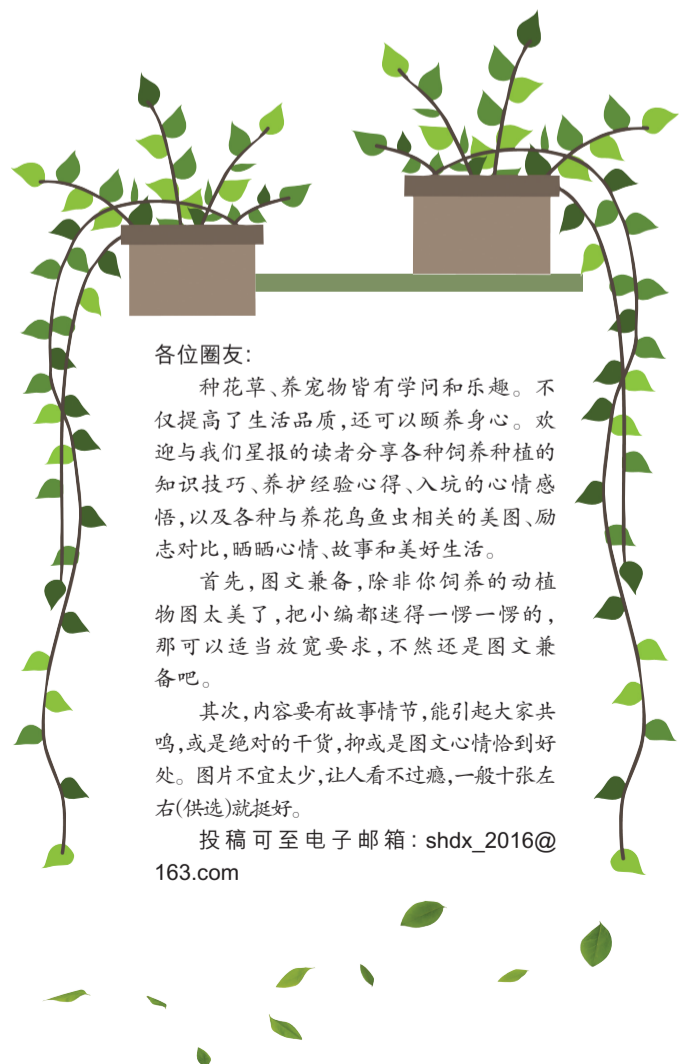 各位圈友：
种花草、养宠物皆有学问和乐趣。不
仅提高了生活品质，还可以颐养身心。欢
迎与我们星报的读者分享各种饲养种植的
知识技巧、养护经验心得、入坑的心情感
悟，以及各种与养花鸟鱼虫相关的美图、励
志对比，晒晒心情、故事和美好生活。
首先，图文兼备，除非你饲养的动植
物图太美了，把小编都迷得一愣一愣的，
那可以适当放宽要求，不然还是图文兼
备吧。
其次，内容要有故事情节，能引起大家共
鸣，或是绝对的干货，抑或是图文心情恰到好
处。图片不宜太少，让人看不过瘾，一般十张左
右(供选)就挺好。
投稿可至电子邮箱：shdx_2016@
163.com